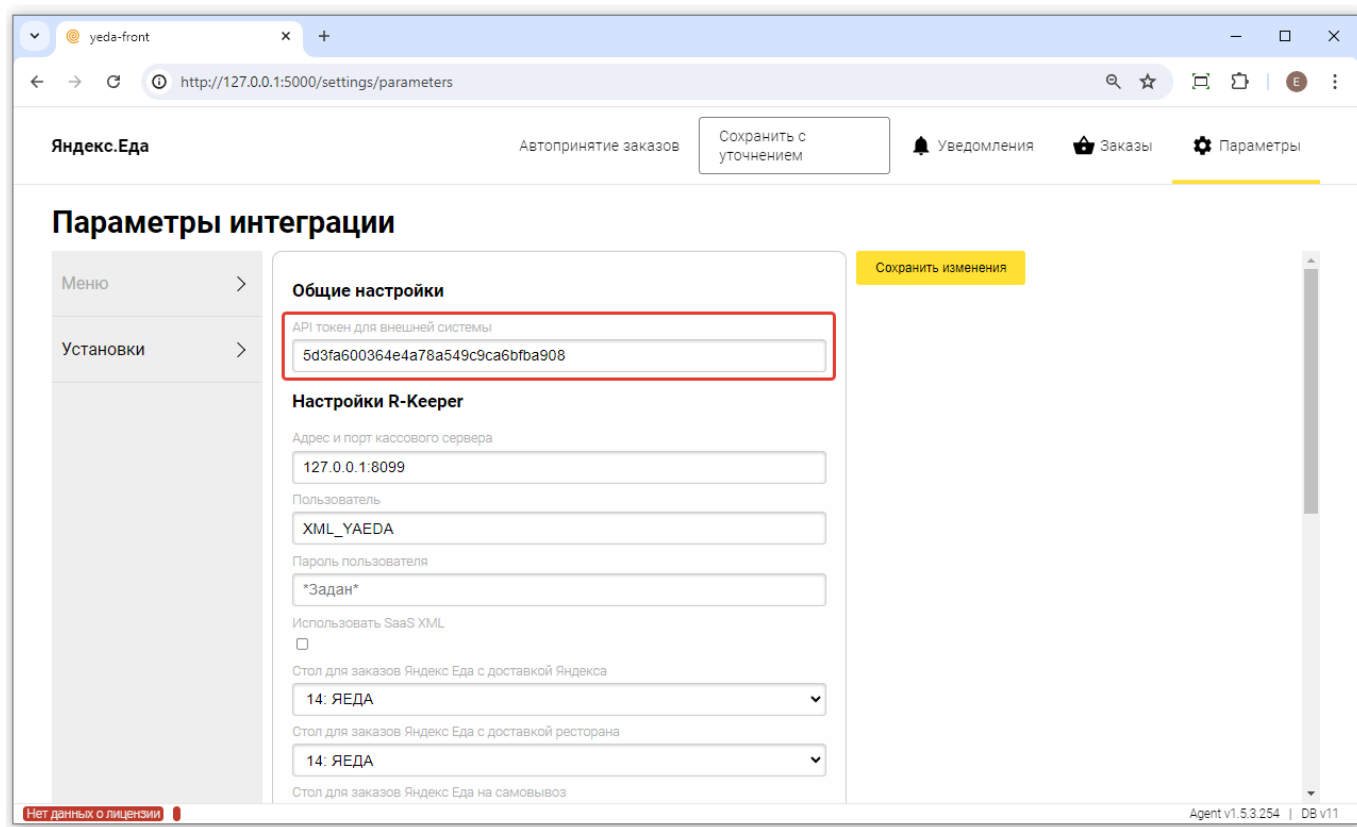 yeda-front
http://127.0.0.1:5000/settings/parameters
E
Яндекс.Еда
Автопринятие заказов
Сохранить с
уточнением
Уведомления
Заказы
Параметры
Параметры интеграции
Меню
Установки
Общие настройки
API токен для внешней системы
5d3fa600364e4a78a549c9ca6bfba908
Настройки R-Keeper
Адрес и порт кассового сервера
127.0.0.1:8099
Пользователь
XML_YAEDA
Пароль пользователя
*Задан*
Использовать SaaS XML
Стол для заказов Яндекс Еда с доставкой Яндекса
14: ЯЕДА
Стол для заказов Яндекс Еда с доставкой ресторана
14: ЯЕДА
Стол для заказов Яндекс Еда на самовывоз
Сохранить изменения
Нет данных о лицензии
Agent v1.5.3.254 | DB v11